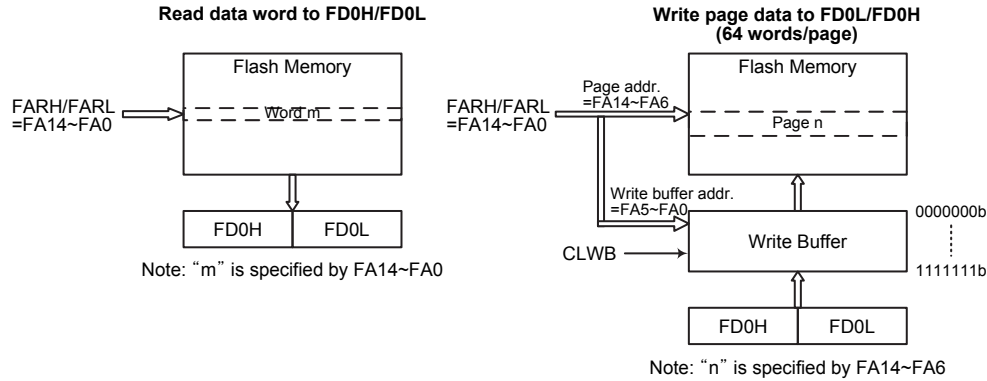 Read data word to FD0H/FD0L
Flash Memory
FARH/FARL
=FA14~FA0
Word m
FD0H
FD0L
Note: “m” is specified by FA14~FA0
Write page data to FD0L/FD0H
(64 words/page)
Flash Memory
Page addr.
=FA14~FA6
FARH/FARL
=FA14~FA0
Page n
Write buffer addr.
=FA5~FA0
0000000b
Write Buffer
CLWB
1111111b
FD0H
FD0L
Note: “n” is specified by FA14~FA6